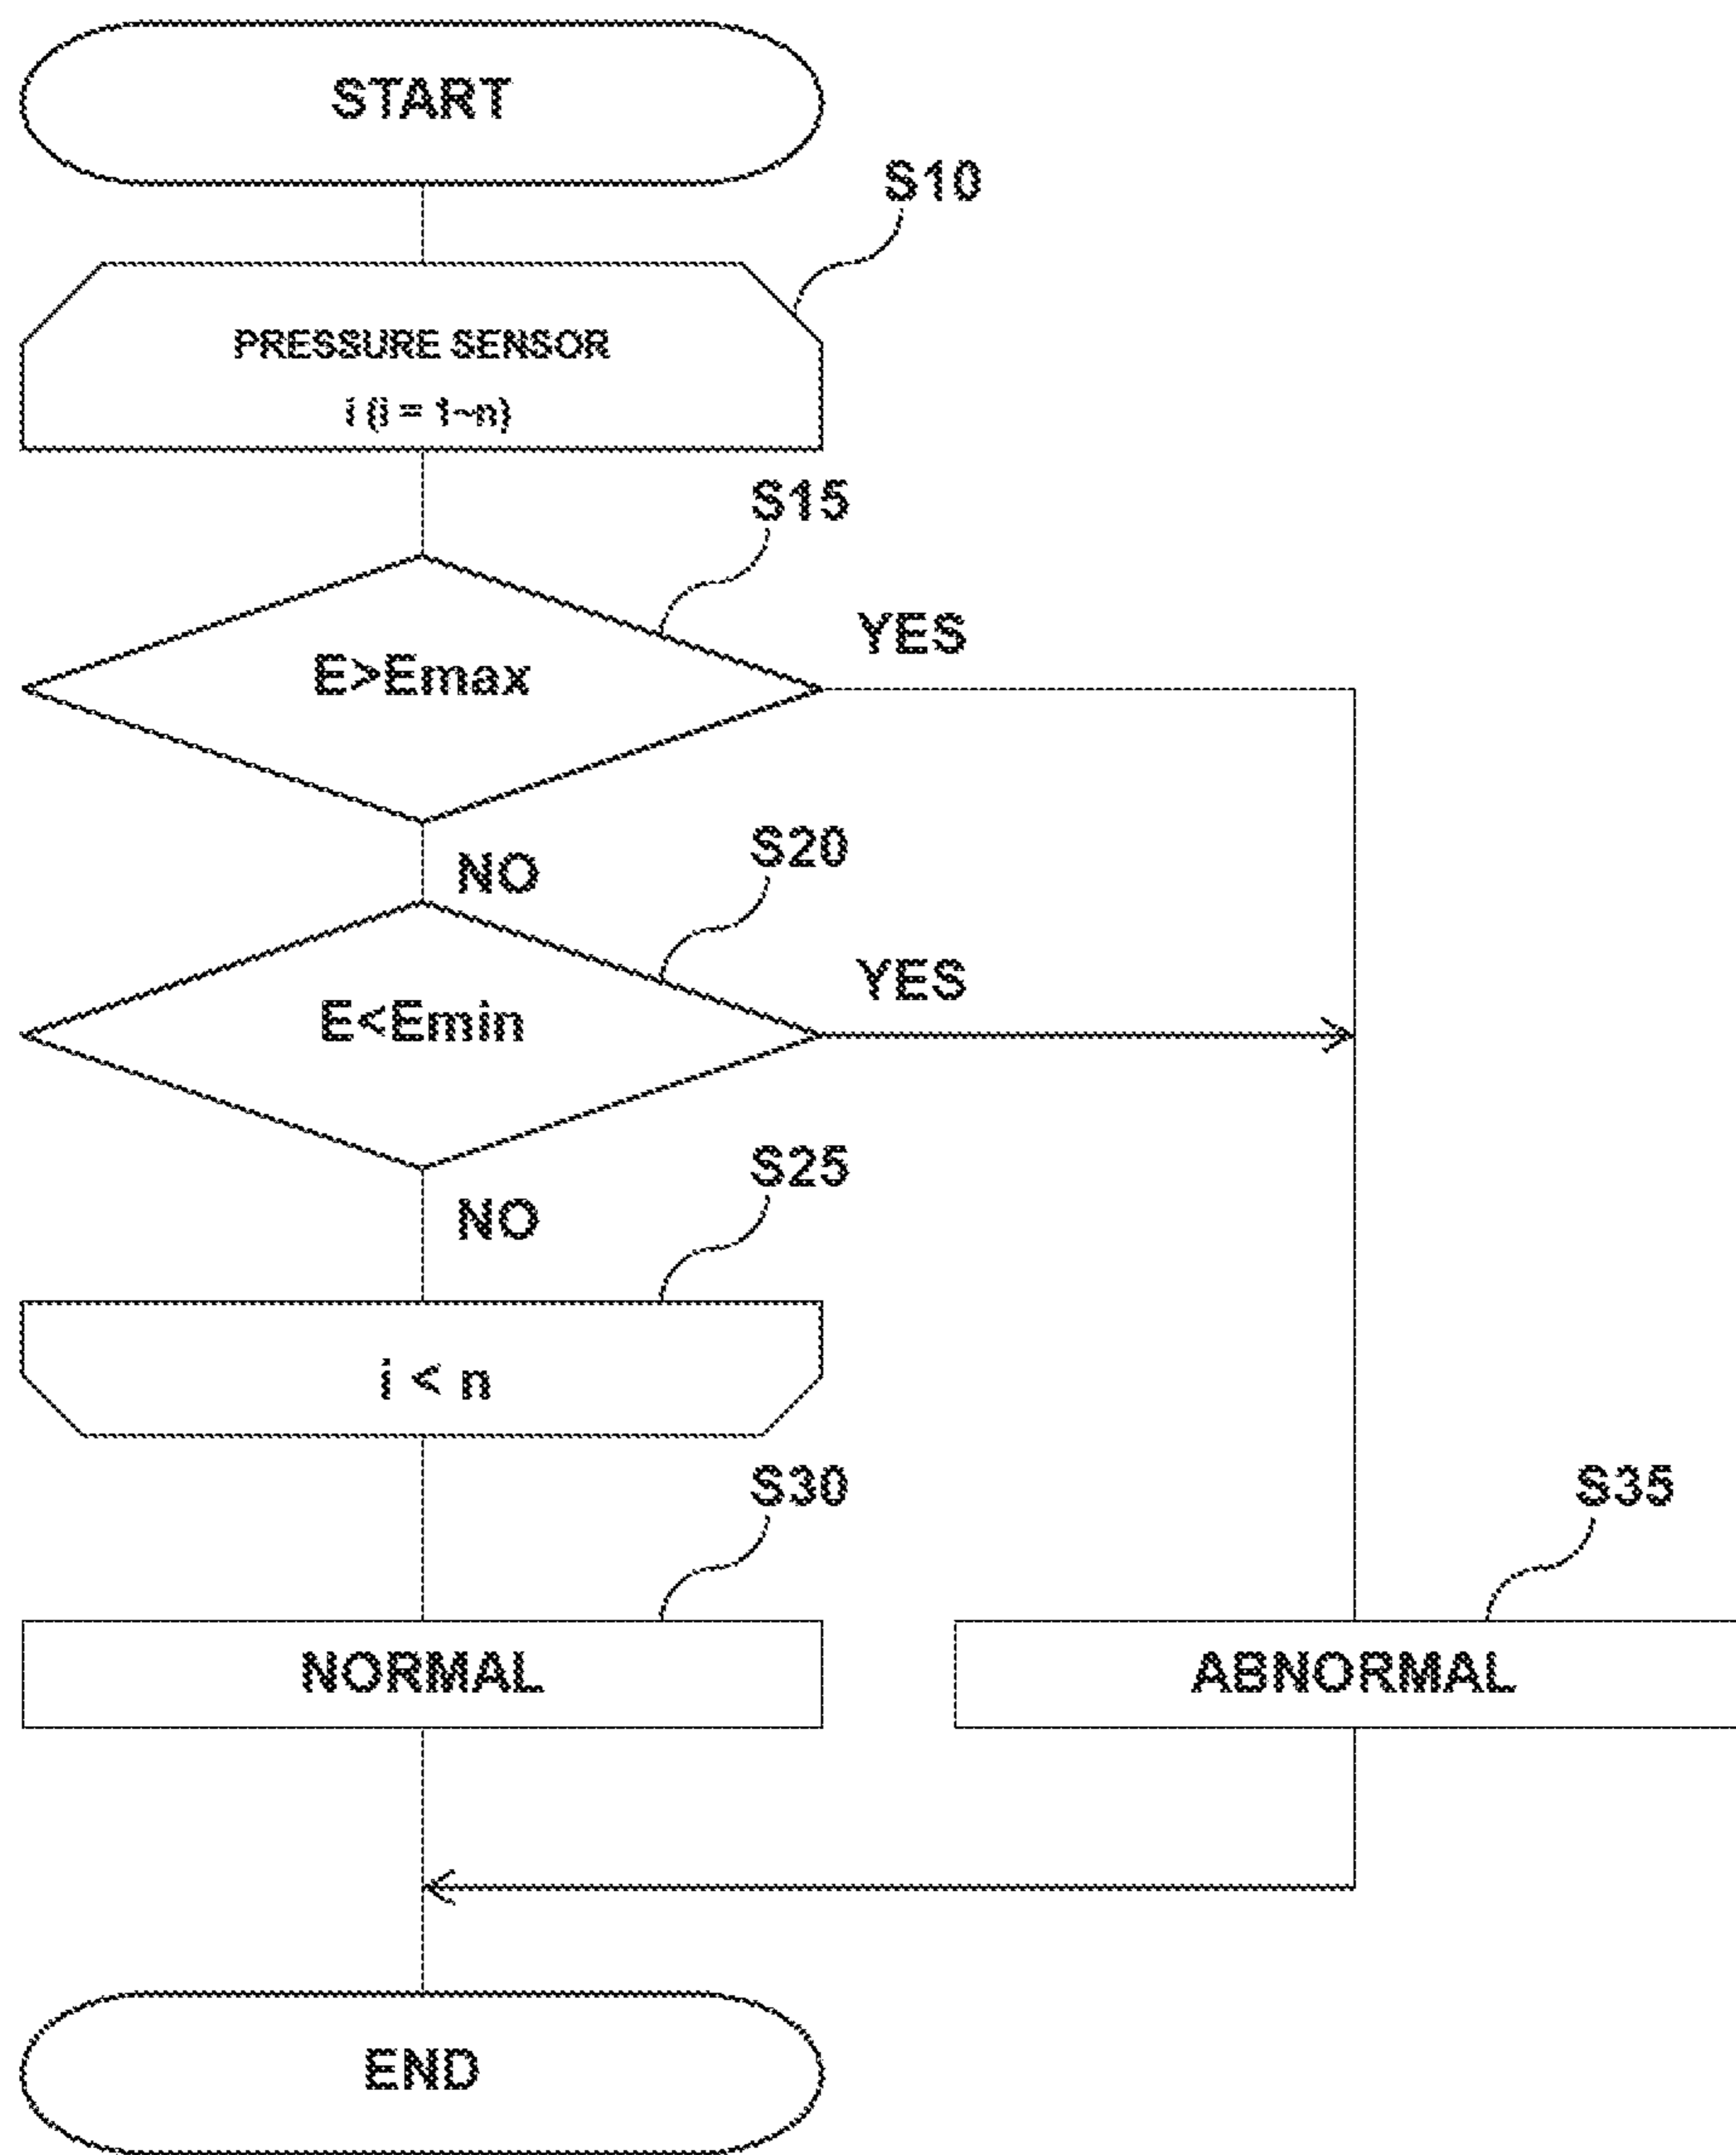 START
S10
PRESSURE SENSOR
i (i = 1~n)
S15
E>Emax
YES
NO
S20
E<Emin
YES
NO
S25
i < n
S30
NORMAL
S35
ABNORMAL
END